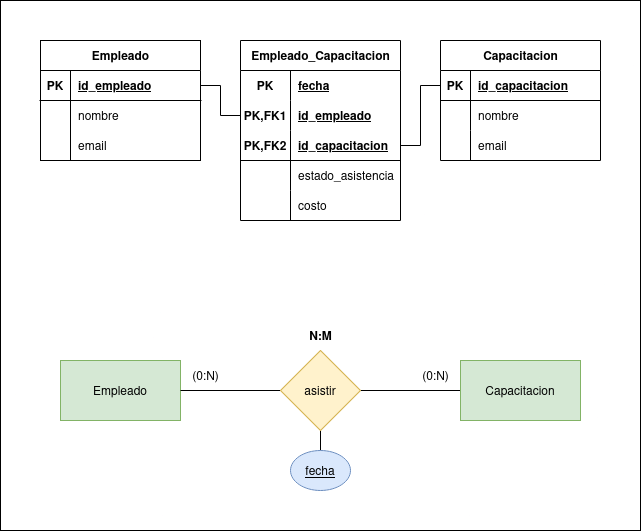 Empleado
PK id_empleado
nombre
email
Empleado_Capacitacion
PK fecha
PK,FK1 id_empleado
PK,FK2 id_capacitacion
estado_asistencia
costo
Capacitacion
PK id_capacitacion
nombre
email
N:M
Empleado
(0:N)
asistir
(0:N)
Capacitacion
fecha